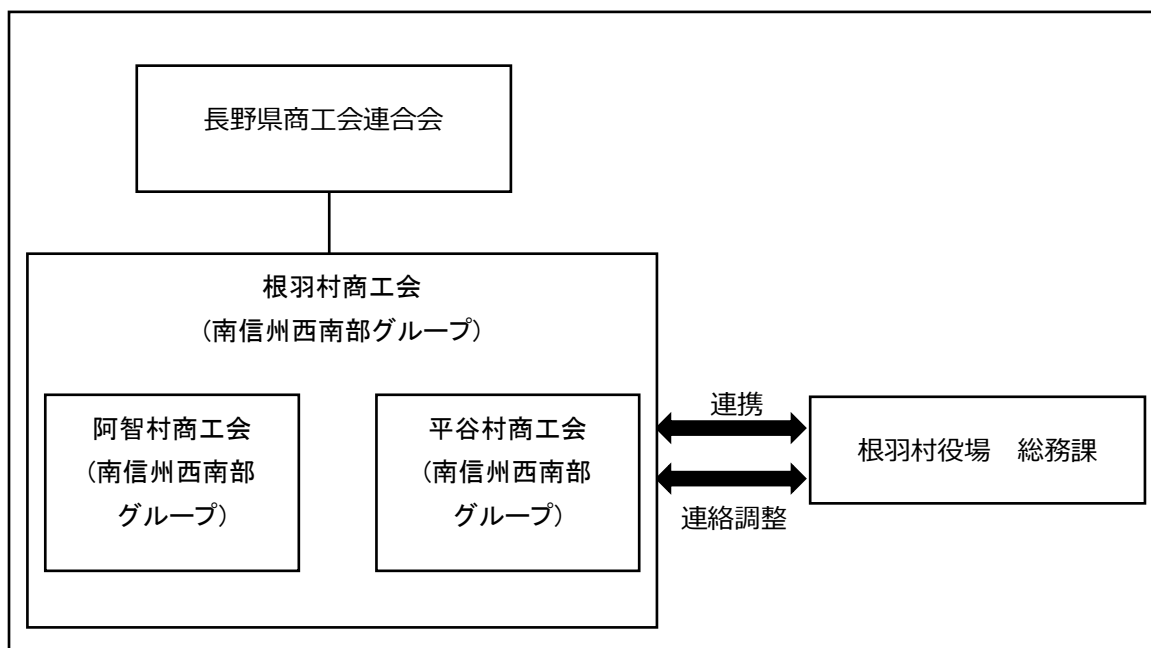 長野県商工会連合会
根羽村商工会
(南信州西南部グループ)
阿智村商工会
(南信州西南部
グループ)
平谷村商工会
(南信州西南部
グループ)
連携
連絡調整
根羽村役場　総務課